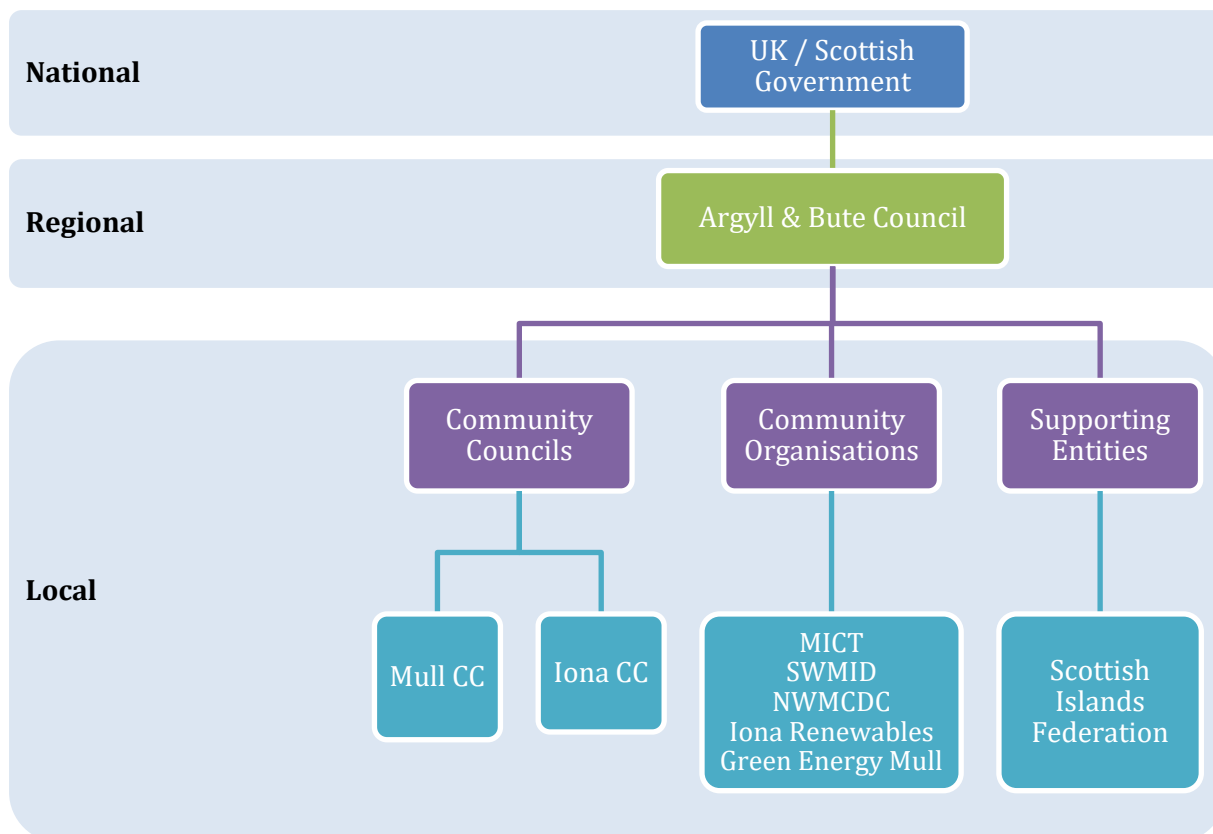 National
UK / Scottish
Government
Regional
Argyll & Bute Council
Local
Community
Councils
Community
Organisations
Supporting
Entities
Mull CC
Iona CC
MICT
SWMID
NWMCDC
Iona Renewables
Green Energy Mull
Scottish
Islands
Federation